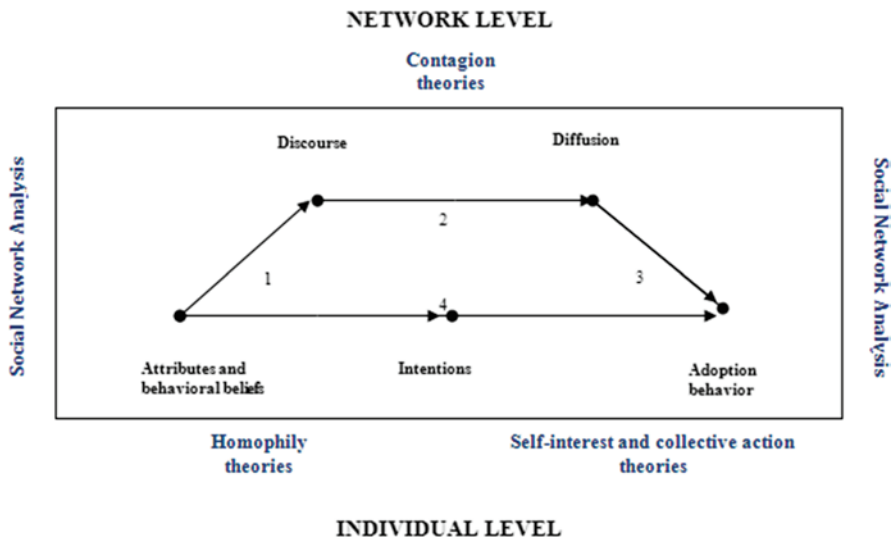 NETWORK LEVEL
Contagion
theories
Social Network Analysis
Social Network Analysis
Discourse
Diffusion
2
1
3
4
Attributes and
behavioral beliefs
Intentions
Adoption
behavior
Homophily
theories
Self-interest and collective action
theories
INDIVIDUAL LEVEL